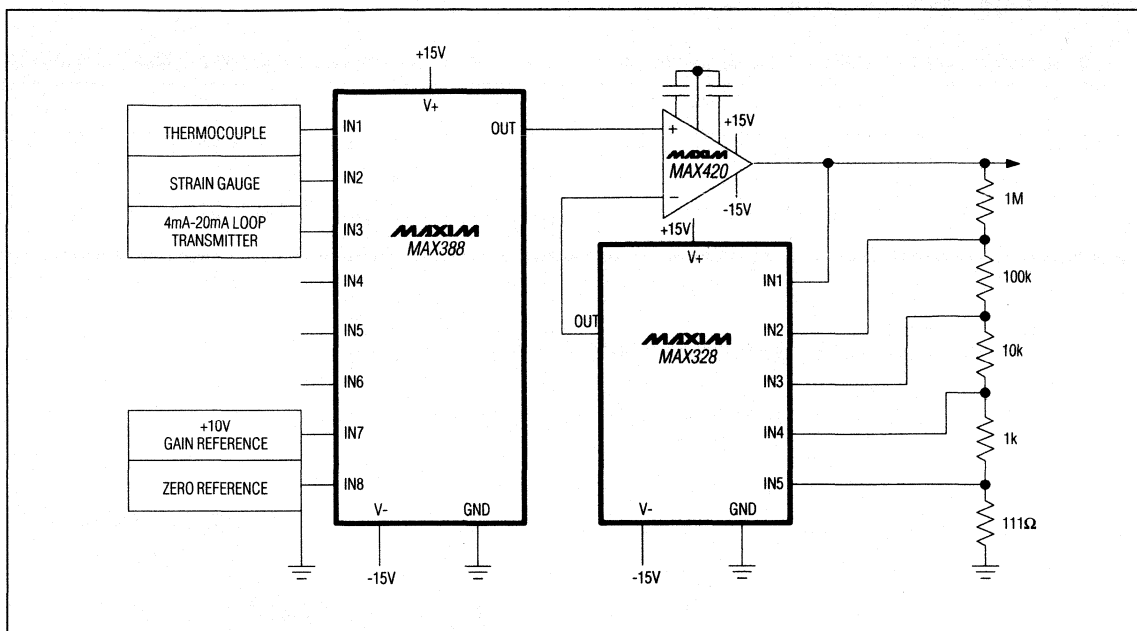 +15V
V+
THERMOCOUPLE
IN1
OUT
STRAIN GAUGE
IN2
4mA-20mA LOOP
TRANSMITTER
IN3
MAXIM
MAX388
IN4
IN5
IN6
+10V
GAIN REFERENCE
IN7
ZERO REFERENCE
IN8
V-
GND
-15V
+
+15V
MAXIM
MAX420
−
-15V
+15V
V+
IN1
OUT
IN2
MAXIM
MAX328
IN3
IN4
IN5
V-
GND
-15V
1M
100k
10k
1k
111Ω